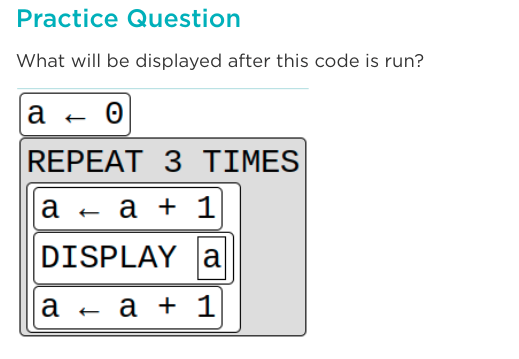 Practice Question
What will be displayed after this code is run?
a ← 0
REPEAT 3 TIMES
a ← a + 1
DISPLAY a
a ← a + 1